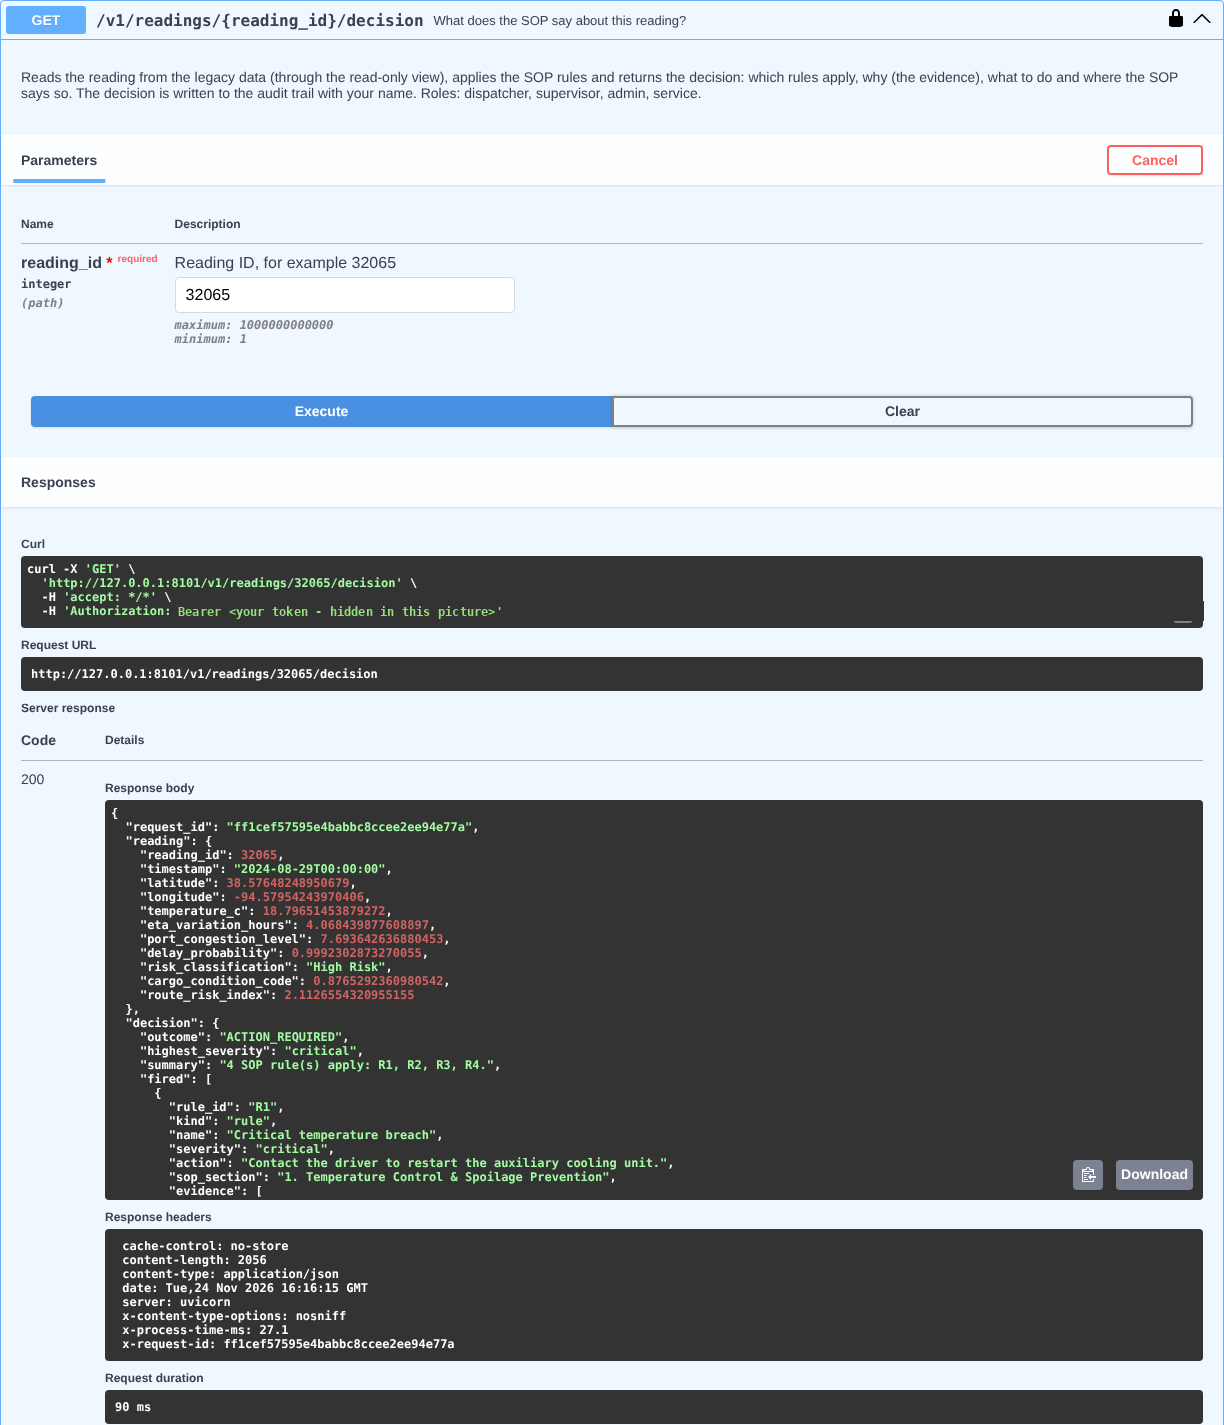 GET /v1/readings/{reading_id}/decision What does the SOP say about this reading?
Reads the reading from the legacy data (through the read-only view), applies the SOP rules and returns the decision: which rules apply, why (the evidence), what to do and where the SOP
says so. The decision is written to the audit trail with your name. Roles: dispatcher, supervisor, admin, service.
Parameters
Cancel
Name Description
reading_id * required
integer
(path)
Reading ID, for example 32065
32065
maximum: 1000000000000
minimum: 1
Execute
Clear
Responses
Curl
curl -X 'GET' \
'http://127.0.0.1:8101/v1/readings/32065/decision' \
-H 'accept: */*' \
-H 'Authorization: Bearer <your token - hidden in this picture>'
Request URL
http://127.0.0.1:8101/v1/readings/32065/decision
Server response
Code Details
200
Response body
{
"request_id": "ff1cef57595e4babbc8ccee2ee94e77a",
"reading": {
"reading_id": 32065,
"timestamp": "2024-08-29T00:00:00",
"latitude": 38.57648248950679,
"longitude": -94.57954243970406,
"temperature_c": 18.79651453879272,
"eta_variation_hours": 4.068439877608897,
"port_congestion_level": 7.693642636880453,
"delay_probability": 0.9992302873270055,
"risk_classification": "High Risk",
"cargo_condition_code": 0.8765292360980542,
"route_risk_index": 2.1126554320955155
},
"decision": {
"outcome": "ACTION_REQUIRED",
"highest_severity": "critical",
"summary": "4 SOP rule(s) apply: R1, R2, R3, R4.",
"fired": [
{
"rule_id": "R1",
"kind": "rule",
"name": "Critical temperature breach",
"severity": "critical",
"action": "Contact the driver to restart the auxiliary cooling unit.",
"sop_section": "1. Temperature Control & Spoilage Prevention",
"evidence": [
Download
Response headers
cache-control: no-store
content-length: 2056
content-type: application/json
date: Tue,24 Nov 2026 16:16:15 GMT
server: uvicorn
x-content-type-options: nosniff
x-process-time-ms: 27.1
x-request-id: ff1cef57595e4babbc8ccee2ee94e77a
Request duration
90 ms